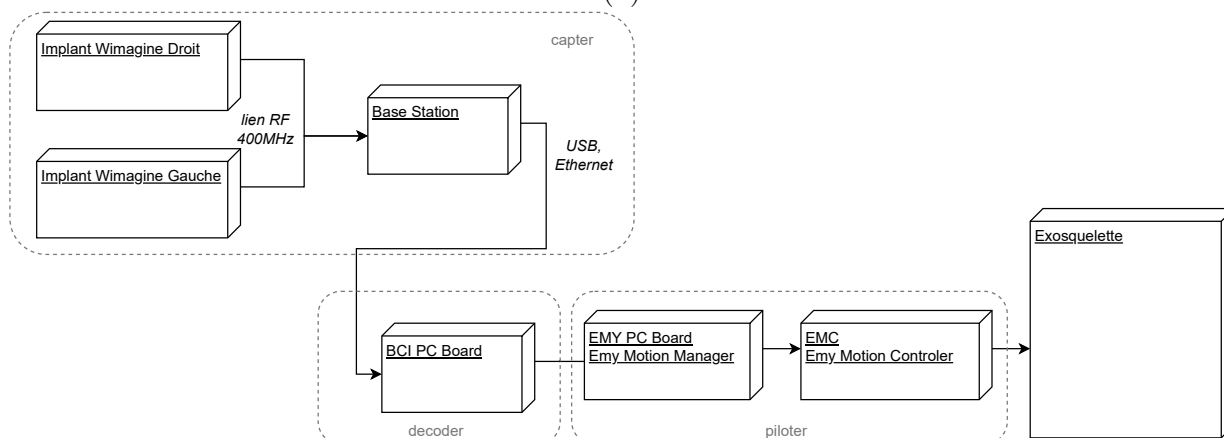 capter
Implant Wimagine Droit
Base Station
lien RF
400MHz
USB,
Ethernet
Implant Wimagine Gauche
Exosquelette
BCI PC Board
EMY PC Board
Emy Motion Manager
EMC
Emy Motion Controler
decoder
piloter